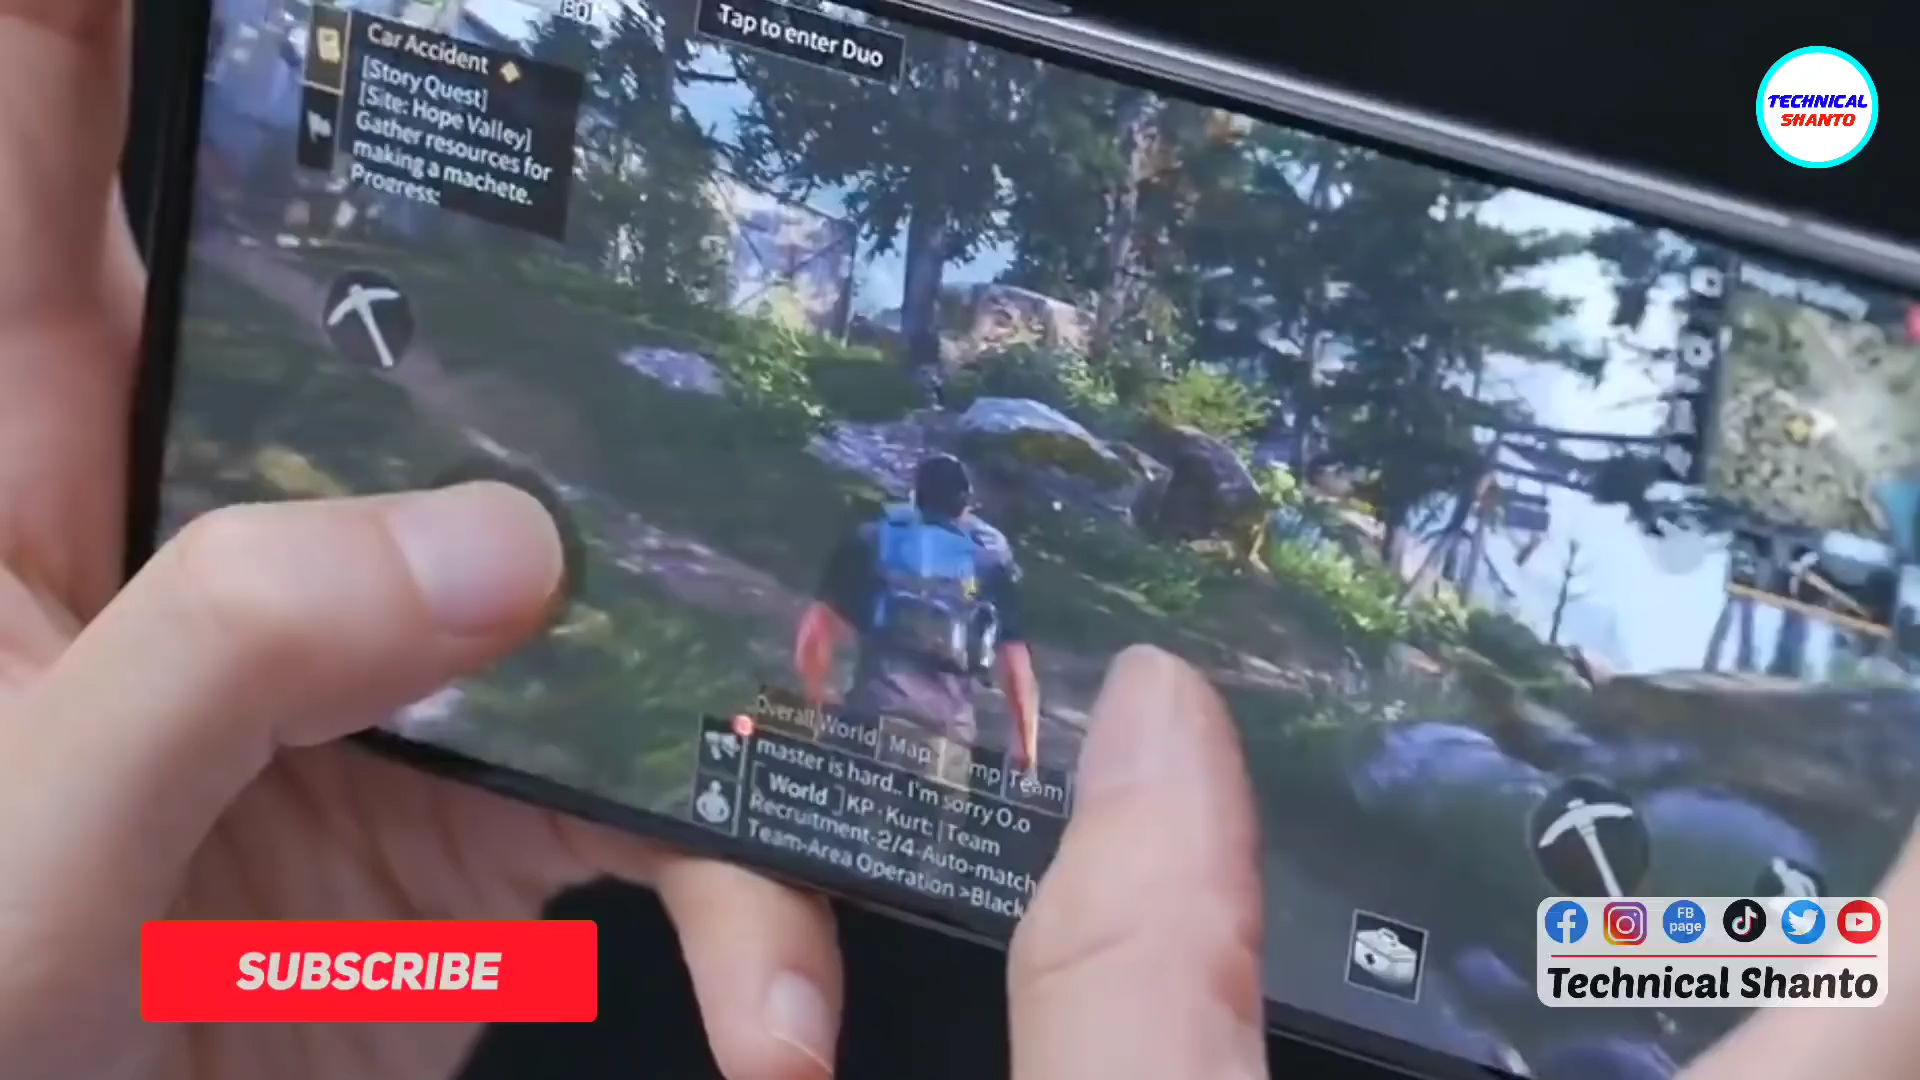 [80]
Tap to enter Duo
Car Accident
[Story Quest]
[Site: Hope Valley]
Gather resources for
making a machete.
Progress:
TECHNICAL
SHANTO
Overall World Map Team
master is hard.. I'm sorry O.o
[World] KP·Kurt: |Team
Recruitment-2/4-Auto-match
Team-Area Operation >Black
SUBSCRIBE
FB
page
Technical Shanto